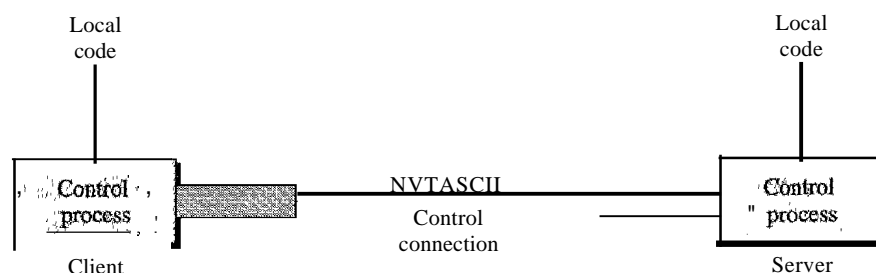 Local
code
Local
code
Control
process
NVTASCII
Control
connection
Control
process
Client
Server